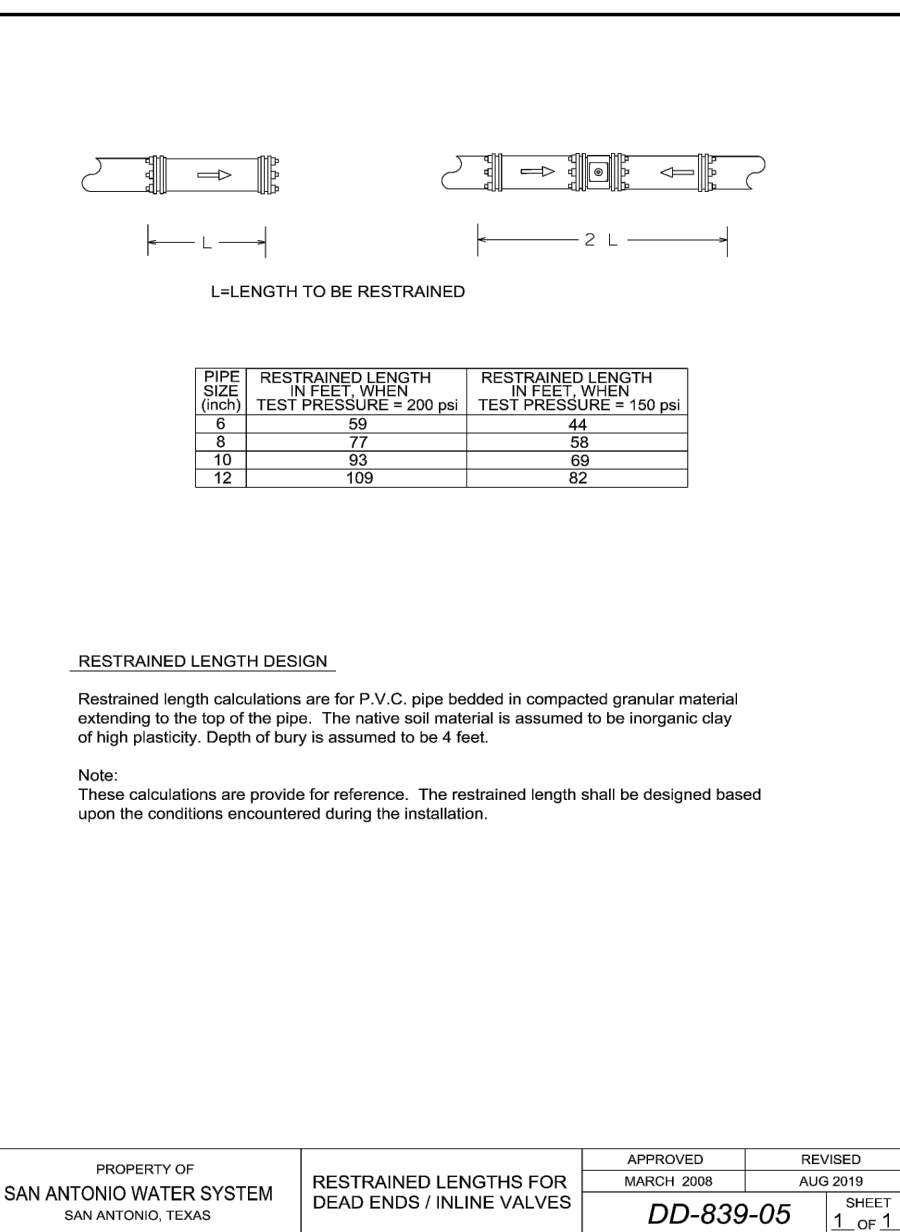 L
2 L
L=LENGTH TO BE RESTRAINED
PIPE SIZE (inch) RESTRAINED LENGTH IN FEET, WHEN TEST PRESSURE = 200 psi RESTRAINED LENGTH IN FEET, WHEN TEST PRESSURE = 150 psi
6 59 44
8 77 58
10 93 69
12 109 82
RESTRAINED LENGTH DESIGN
Restrained length calculations are for P.V.C. pipe bedded in compacted granular material
extending to the top of the pipe. The native soil material is assumed to be inorganic clay
of high plasticity. Depth of bury is assumed to be 4 feet.
Note:
These calculations are provide for reference. The restrained length shall be designed based
upon the conditions encountered during the installation.
PROPERTY OF
SAN ANTONIO WATER SYSTEM
SAN ANTONIO, TEXAS
RESTRAINED LENGTHS FOR
DEAD ENDS / INLINE VALVES
APPROVED REVISED
MARCH 2008 AUG 2019
DD-839-05
SHEET
1 OF 1